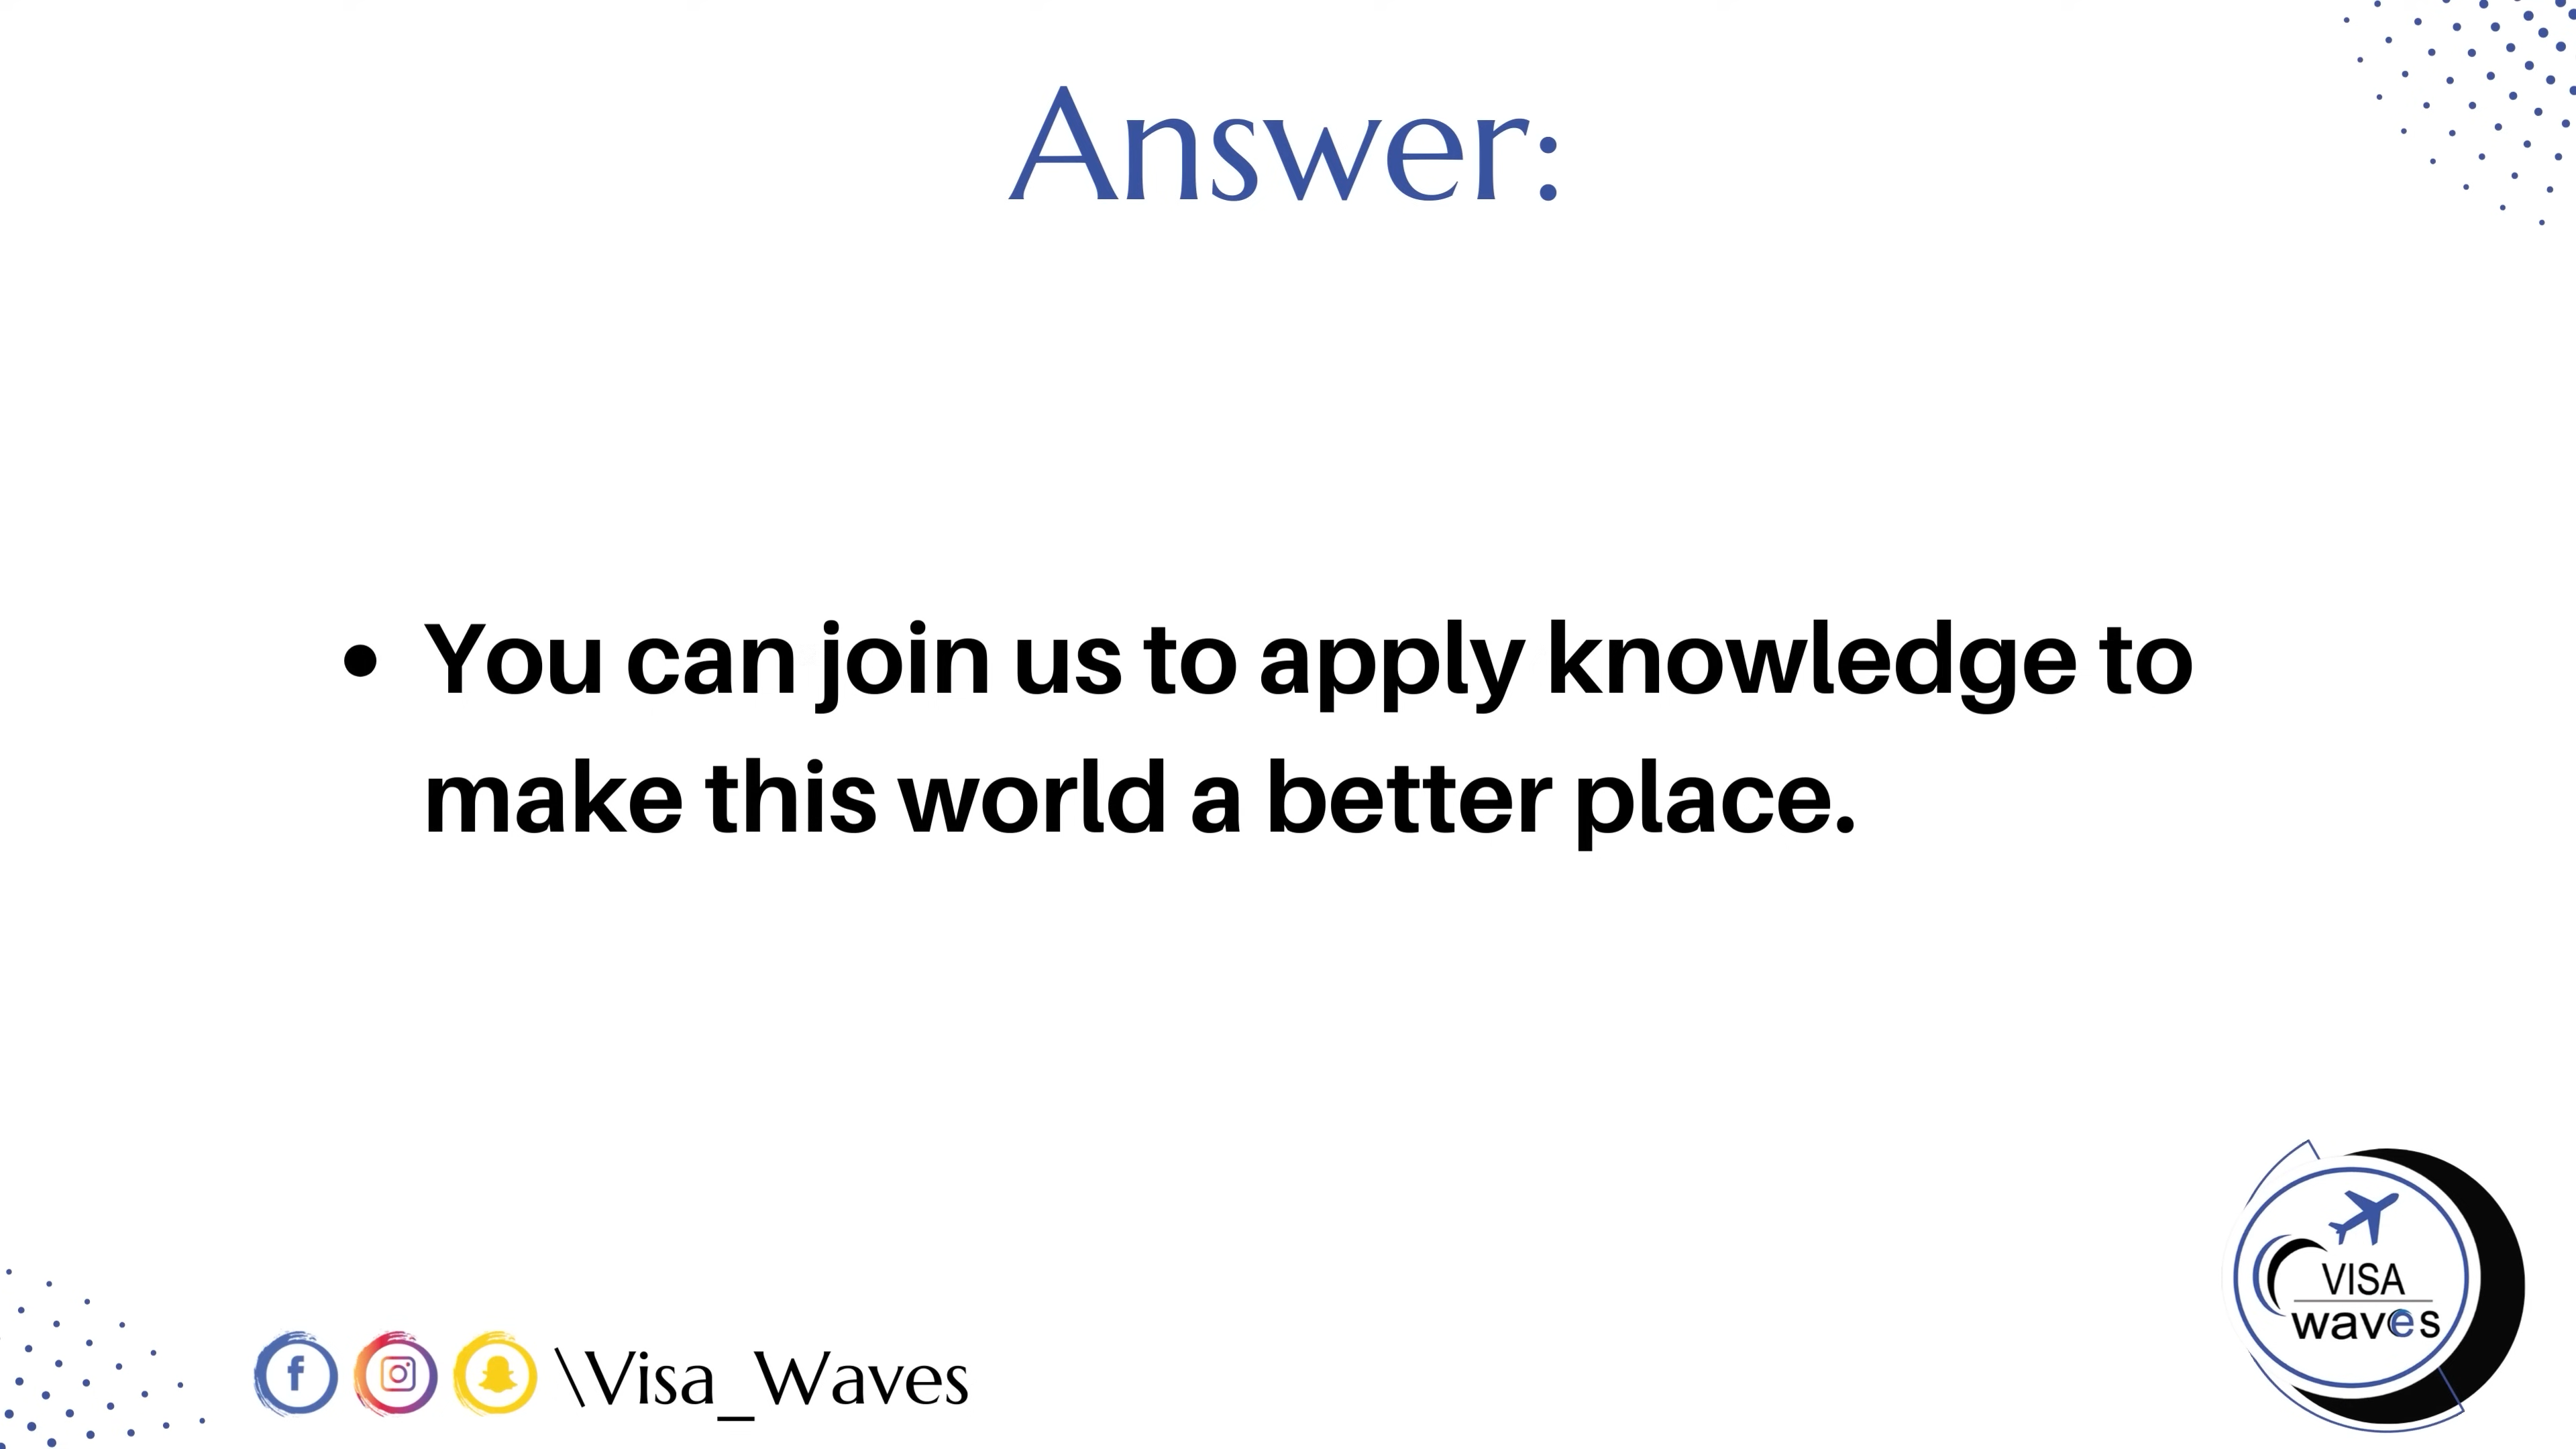 Answer:
• You can join us to apply knowledge to
make this world a better place.
VISA
waves
\Visa_Waves